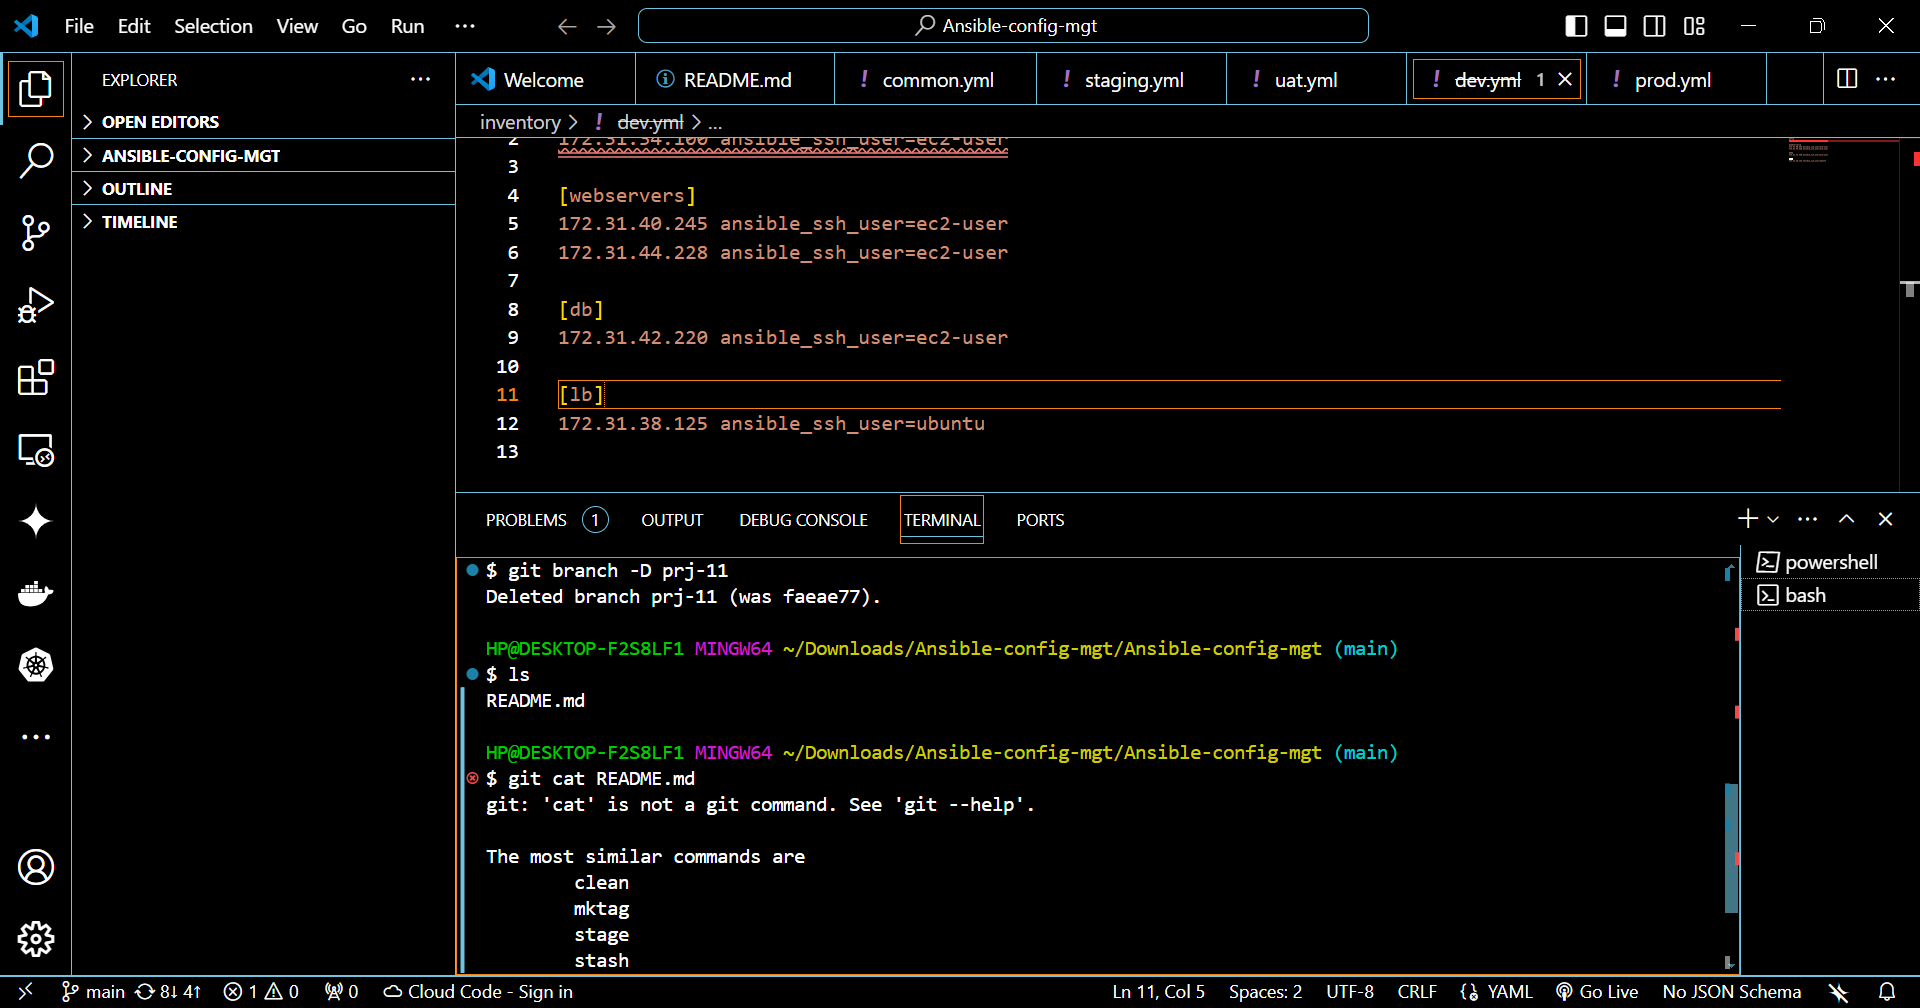 File Edit Selection View Go Run ···
Ansible-config-mgt
EXPLORER
OPEN EDITORS
ANSIBLE-CONFIG-MGT
OUTLINE
TIMELINE
Welcome
README.md
! common.yml
! staging.yml
! uat.yml
! dev.yml 1
! prod.yml
inventory > ! dev.yml > ...
2 172.31.34.100 ansible_ssh_user=ec2-user
3
4 [webservers]
5 172.31.40.245 ansible_ssh_user=ec2-user
6 172.31.44.228 ansible_ssh_user=ec2-user
7
8 [db]
9 172.31.42.220 ansible_ssh_user=ec2-user
10
11 [lb]
12 172.31.38.125 ansible_ssh_user=ubuntu
13
PROBLEMS 1 OUTPUT DEBUG CONSOLE TERMINAL PORTS
$ git branch -D prj-11
Deleted branch prj-11 (was faeae77).
HP@DESKTOP-F2S8LF1 MINGW64 ~/Downloads/Ansible-config-mgt/Ansible-config-mgt (main)
$ ls
README.md
HP@DESKTOP-F2S8LF1 MINGW64 ~/Downloads/Ansible-config-mgt/Ansible-config-mgt (main)
$ git cat README.md
git: 'cat' is not a git command. See 'git --help'.
The most similar commands are
clean
mktag
stage
stash
powershell
bash
main 8↓ 4↑ 1 0 0 Cloud Code - Sign in
Ln 11, Col 5 Spaces: 2 UTF-8 CRLF YAML Go Live No JSON Schema